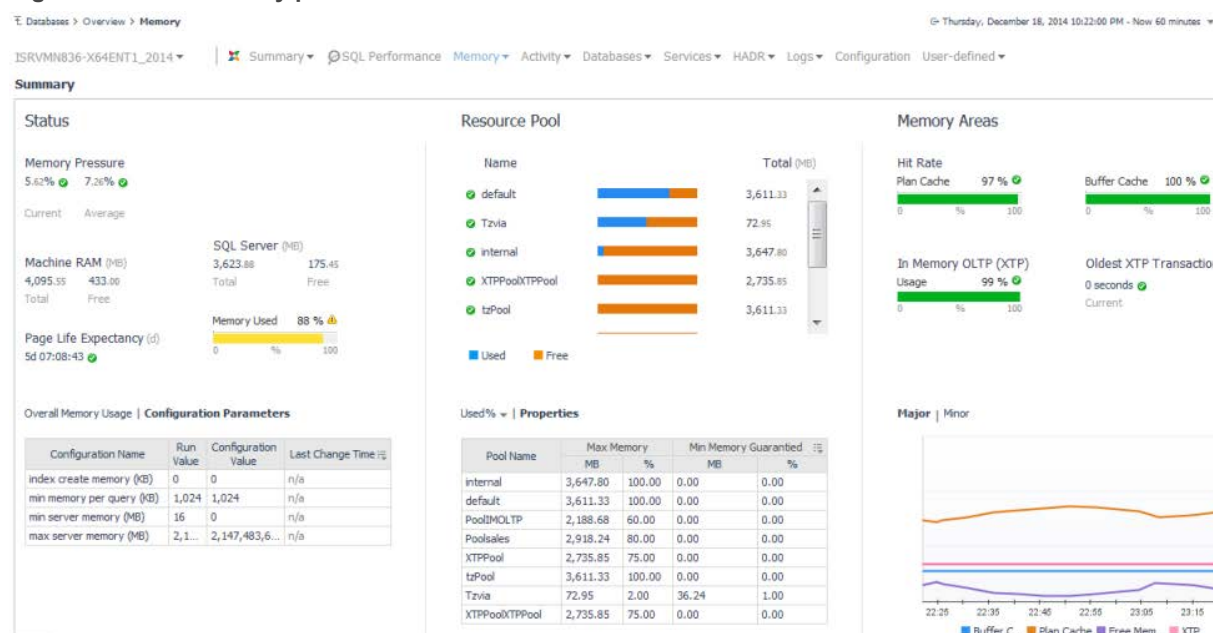 Databases > Overview > Memory
Thursday, December 18, 2014 10:22:00 PM - Now 60 minutes
ISRVMN836-X64ENT1_2014 Summary SQL Performance Memory Activity Databases Services HADR Logs Configuration User-defined
Summary
Status
Memory Pressure
5.62% 7.26%
Current Average
Machine RAM (MB)
4,095.55 433.00
Total Free
SQL Server (MB)
3,623.88 175.45
Total Free
Memory Used 88 %
0 % 100
Page Life Expectancy (d)
5d 07:08:43
Overall Memory Usage | Configuration Parameters
Configuration Name Run Value Configuration Value Last Change Time
index create memory (KB) 0 0 n/a
min memory per query (KB) 1,024 1,024 n/a
min server memory (MB) 16 0 n/a
max server memory (MB) 2,1... 2,147,483,6... n/a
Resource Pool
Name Total (MB)
default 3,611.33
Tzvia 72.95
internal 3,647.80
XTPPoolXTPPool 2,735.85
tzPool 3,611.33
Used Free
Used% | Properties
Pool Name Max Memory Min Memory Guarantied
MB % MB %
internal 3,647.80 100.00 0.00 0.00
default 3,611.33 100.00 0.00 0.00
PoolIMOLTP 2,188.68 60.00 0.00 0.00
Poolsales 2,918.24 80.00 0.00 0.00
XTPPool 2,735.85 75.00 0.00 0.00
tzPool 3,611.33 100.00 0.00 0.00
Tzvia 72.95 2.00 36.24 1.00
XTPPoolXTPPool 2,735.85 75.00 0.00 0.00
Memory Areas
Hit Rate
Plan Cache 97 % Buffer Cache 100 %
0 % 100 0 % 100
In Memory OLTP (XTP)
Usage 99 %
0 % 100
Oldest XTP Transactio
0 seconds
Current
Major | Minor
22:25 22:35 22:45 22:55 23:05 23:15
Buffer C... Plan Cache Free Mem... XTP